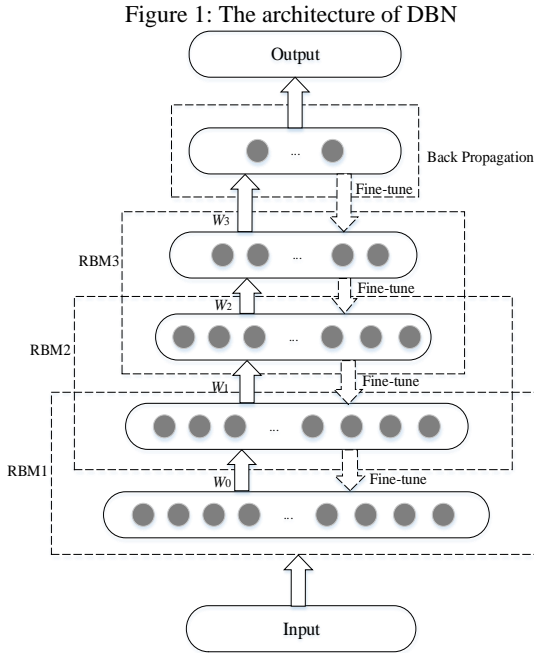 Figure 1: The architecture of DBN
Output
...
Back Propagation
Fine-tune
W3
RBM3
...
Fine-tune
W2
...
RBM2
Fine-tune
W1
...
RBM1
Fine-tune
W0
...
Input